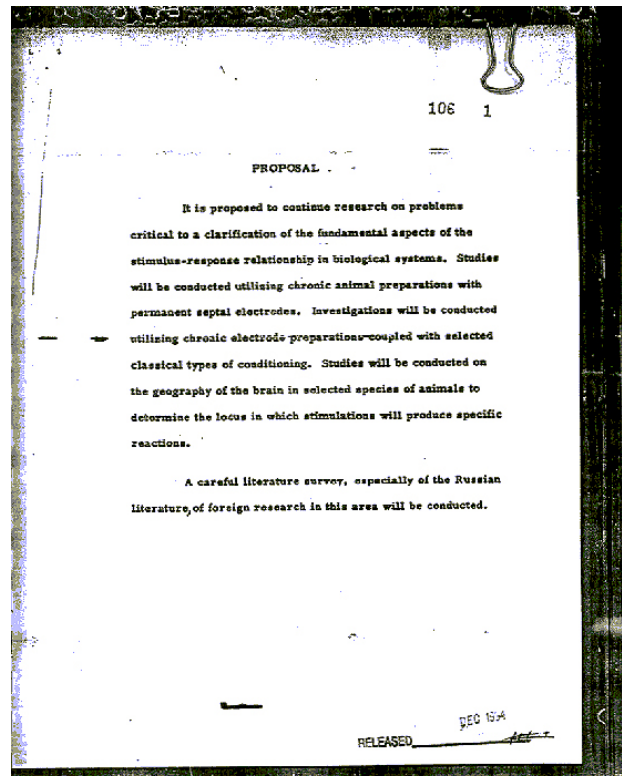 106 1
PROPOSAL
It is proposed to continue research on problems
critical to a clarification of the fundamental aspects of the
stimulus-response relationship in biological systems. Studies
will be conducted utilizing chronic animal preparations with
permanent septal electrodes. Investigations will be conducted
utilizing chronic electrode preparations coupled with selected
classical types of conditioning. Studies will be conducted on
the geography of the brain in selected species of animals to
determine the locus in which stimulations will produce specific
reactions.
A careful literature survey, especially of the Russian
literature, of foreign research in this area will be conducted.
DEC
RELEASED